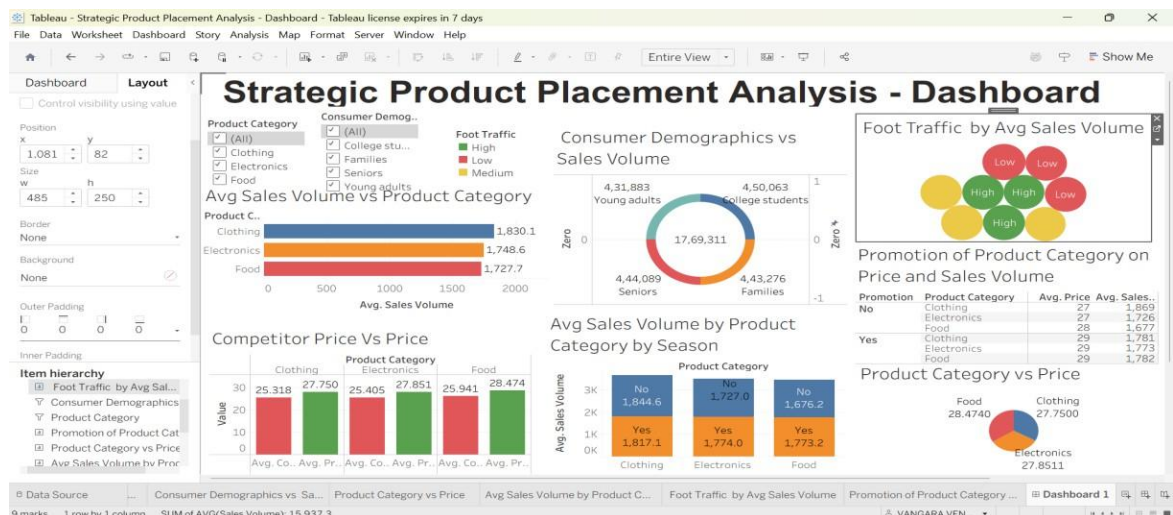 Tableau - Strategic Product Placement Analysis - Dashboard - Tableau license expires in 7 days
File Data Worksheet Dashboard Story Analysis Map Format Server Window Help
Entire View
Show Me
Dashboard Layout
Control visibility using value
Position
x y
1,081 82
Size
w h
485 250
Border
None
Background
None
Outer Padding
0 0 0 0
Inner Padding
Item hierarchy
Foot Traffic by Avg Sal...
Consumer Demographics
Product Category
Promotion of Product Cat
Product Category vs Price
Avg Sales Volume by Proc
Strategic Product Placement Analysis - Dashboard
Product Category
(All)
Clothing
Electronics
Food
Consumer Demog..
(All)
College stu...
Families
Seniors
Young adults
Foot Traffic
High
Low
Medium
Avg Sales Volume vs Product Category
Product C..
Clothing 1,830.1
Electronics 1,748.6
Food 1,727.7
0 500 1000 1500 2000
Avg. Sales Volume
Competitor Price Vs Price
Product Category
Clothing Electronics Food
Value
30
20
10
0
25.318 27.750 25.405 27.851 25.941 28.474
Avg. Co... Avg. Pr... Avg. Co... Avg. Pr... Avg. Co... Avg. Pr...
Consumer Demographics vs
Sales Volume
4,31,883
Young adults
4,50,063
College students
17,69,311
4,44,089
Seniors
4,43,276
Families
Zero 0
1
0
-1
Zero
Avg Sales Volume by Product
Category by Season
Product Category
Avg. Sales Volume
3K
2K
1K
0K
No
1,844.6
No
1,727.0
No
1,676.2
Yes
1,817.1
Yes
1,774.0
Yes
1,773.2
Clothing Electronics Food
Foot Traffic by Avg Sales Volume
Low Low
High High Low
High
Promotion of Product Category on
Price and Sales Volume
Promotion Product Category Avg. Price Avg. Sales..
No Clothing 27 1,869
Electronics 27 1,726
Food 28 1,677
Yes Clothing 29 1,781
Electronics 29 1,773
Food 29 1,782
Product Category vs Price
Food
28.4740
Clothing
27.7500
Electronics
27.8511
Data Source ... Consumer Demographics vs Sa... Product Category vs Price Avg Sales Volume by Product C... Foot Traffic by Avg Sales Volume Promotion of Product Category ... Dashboard 1
9 marks 1 row by 1 column SUM of AVG(Sales Volume): 15,937.3
VANGARA VEN